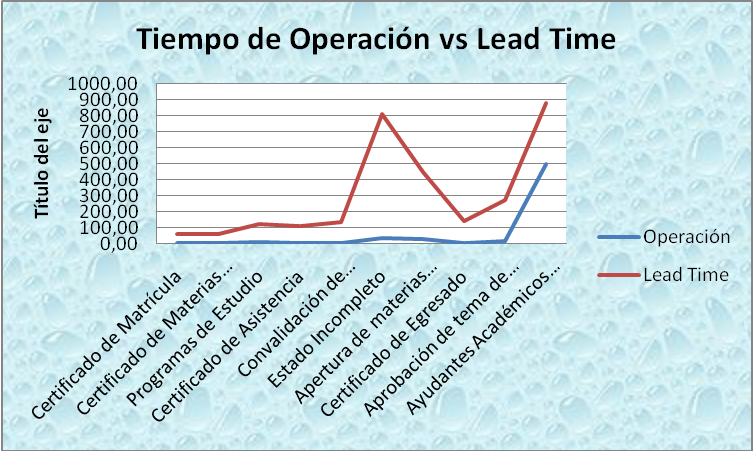 Tiempo de Operación vs Lead Time
Título del eje
1000,00
900,00
800,00
700,00
600,00
500,00
400,00
300,00
200,00
100,00
0,00
Certificado de Matrícula
Certificado de Materias...
Programas de Estudio
Certificado de Asistencia
Convalidación de...
Estado Incompleto
Apertura de materias...
Certificado de Egresado
Aprobación de tema de...
Ayudantes Académicos...
Operación
Lead Time